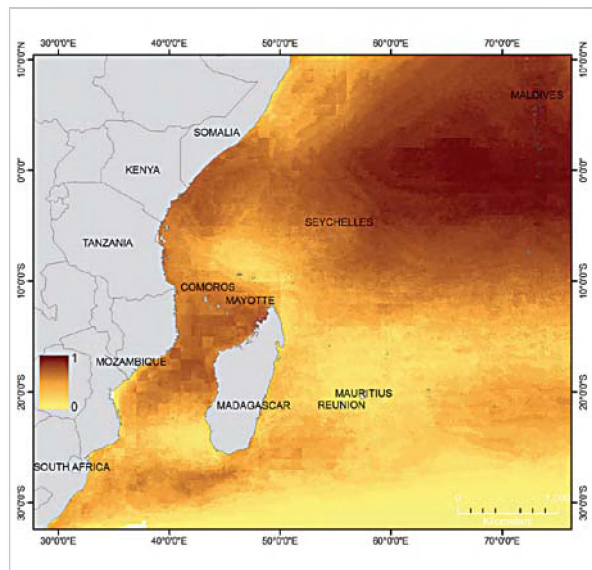 30°0'0"E 40°0'0"E 50°0'0"E 60°0'0"E 70°0'0"E
10°0'0"N
10°0'0"N
MALDIVES
SOMALIA
0°0'0"
KENYA
0°0'0"
SEYCHELLES
TANZANIA
10°0'0"S
10°0'0"S
COMOROS
MAYOTTE
MOZAMBIQUE
1
20°0'0"S
MAURITIUS
20°0'0"S
0
MADAGASCAR
REUNION
SOUTH AFRICA
30°0'0"S
0
30°0'0"S
Kilometers
30°0'0"E 40°0'0"E 50°0'0"E 60°0'0"E 70°0'0"E